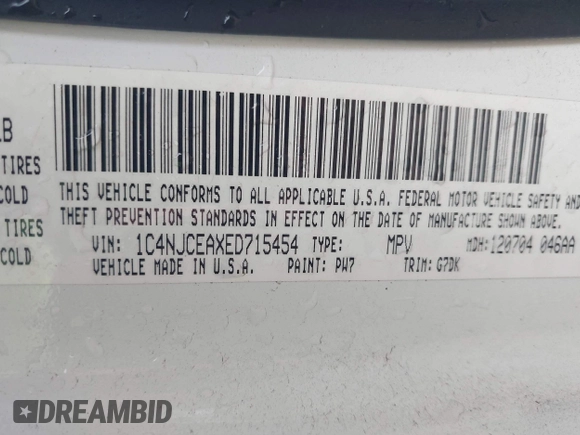 LB
TIRES
COLD
TIRES
COLD
THIS VEHICLE CONFORMS TO ALL APPLICABLE U.S.A. FEDERAL MOTOR VEHICLE SAFETY AND
THEFT PREVENTION STANDARDS IN EFFECT ON THE DATE OF MANUFACTURE SHOWN ABOVE.
VIN: 1C4NJCEAXED715454 TYPE: MPV MDH:120704 046AA
VEHICLE MADE IN U.S.A. PAINT: PW7 TRIM: G7DK
DREAMBID